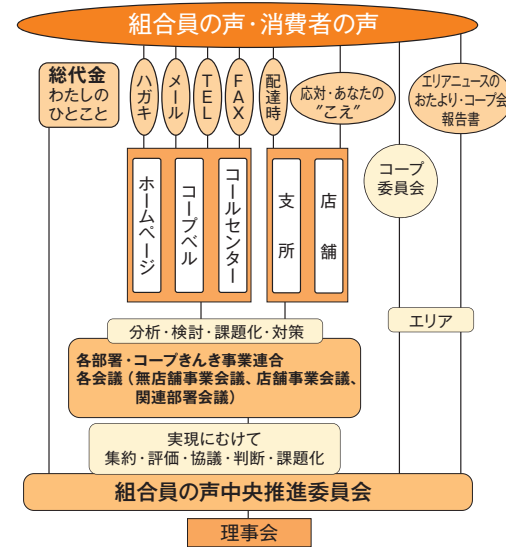 組合員の声・消費者の声
総代金
わたしの
ひとこと
ハガキ
メール
TEL
FAX
配達時
応対・あなたの
"こえ"
エリアニュースの
おたより・コープ会
報告書
ホームページ
コープベル
コールセンター
支所
店舗
コープ
委員会
エリア
分析・検討・課題化・対策
各部署・コープきんき事業連合
各会議（無店舗事業会議、店舗事業会議、
関連部署会議）
実現にむけて
集約・評価・協議・判断・課題化
組合員の声中央推進委員会
理事会